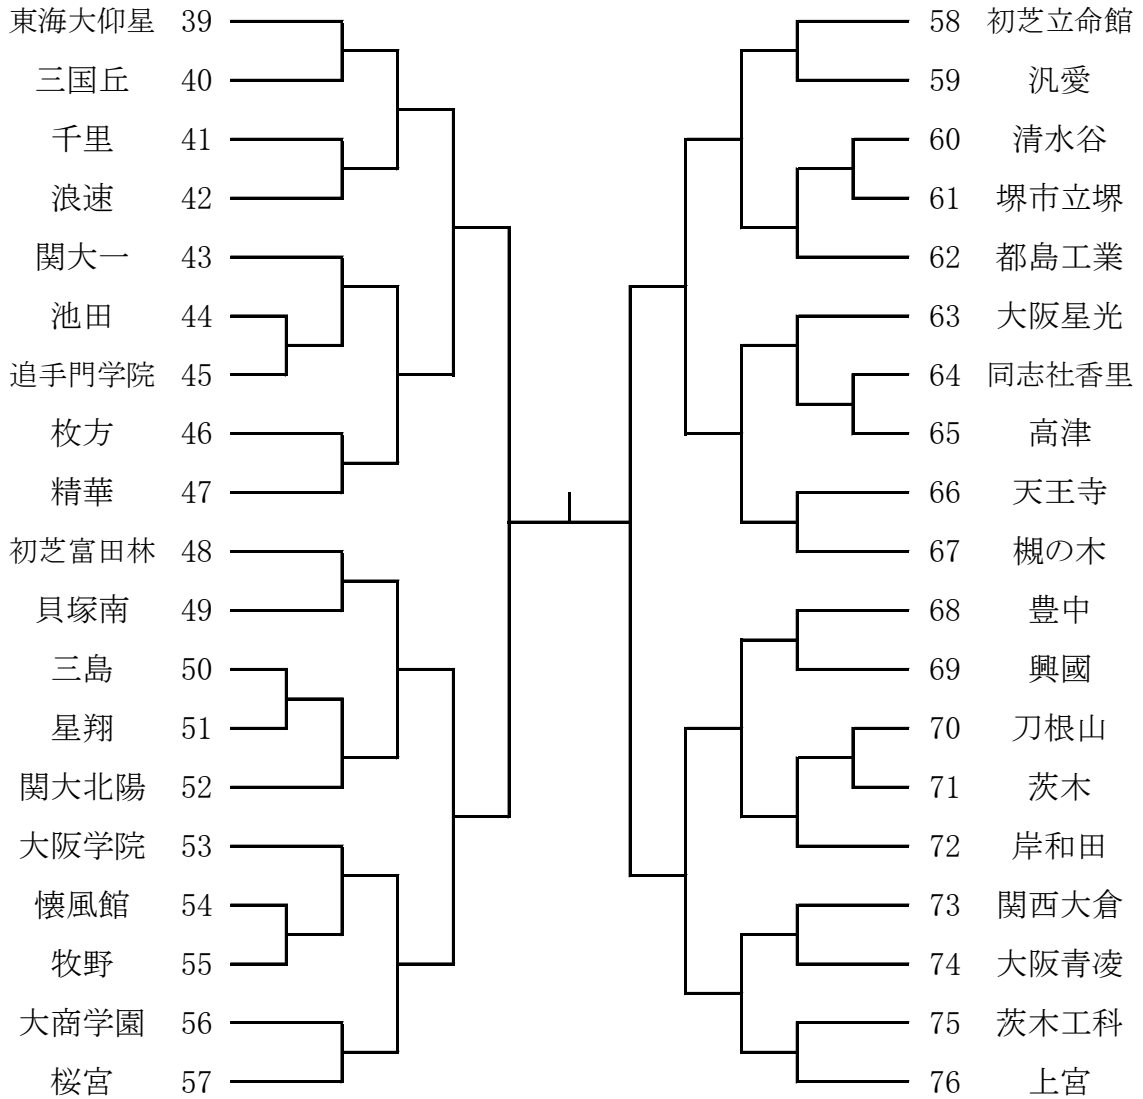 東海大仰星 39
三国丘 40
千里 41
浪速 42
関大一 43
池田 44
追手門学院 45
枚方 46
精華 47
初芝富田林 48
貝塚南 49
三島 50
星翔 51
関大北陽 52
大阪学院 53
懐風館 54
牧野 55
大商学園 56
桜宮 57
58 初芝立命館
59 汎愛
60 清水谷
61 堺市立堺
62 都島工業
63 大阪星光
64 同志社香里
65 高津
66 天王寺
67 槻の木
68 豊中
69 興國
70 刀根山
71 茨木
72 岸和田
73 関西大倉
74 大阪青凌
75 茨木工科
76 上宮